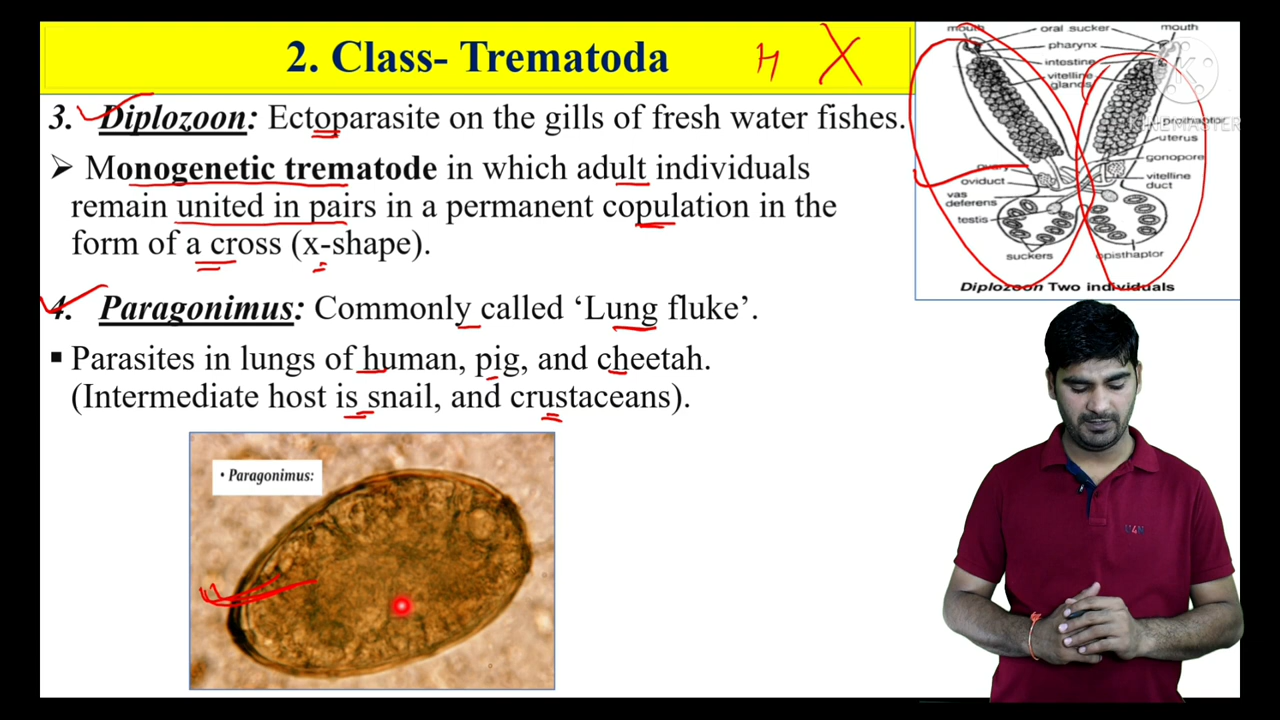 2. Class- Trematoda
H X
3. Diplozoon: Ectoparasite on the gills of fresh water fishes.
➢ Monogenetic trematode in which adult individuals
remain united in pairs in a permanent copulation in the
form of a cross (x-shape).
4. Paragonimus: Commonly called ‘Lung fluke’.
▪ Parasites in lungs of human, pig, and cheetah.
(Intermediate host is snail, and crustaceans).
• Paragonimus:
mouth
oral sucker
mouth
pharynx
intestine
vitelline
glands
prohaptor
uterus
ovary
gonopore
oviduct
vitelline
duct
vas
deferens
testis
suckers
opisthaptor
Diplozoon Two individuals
KINEMASTER